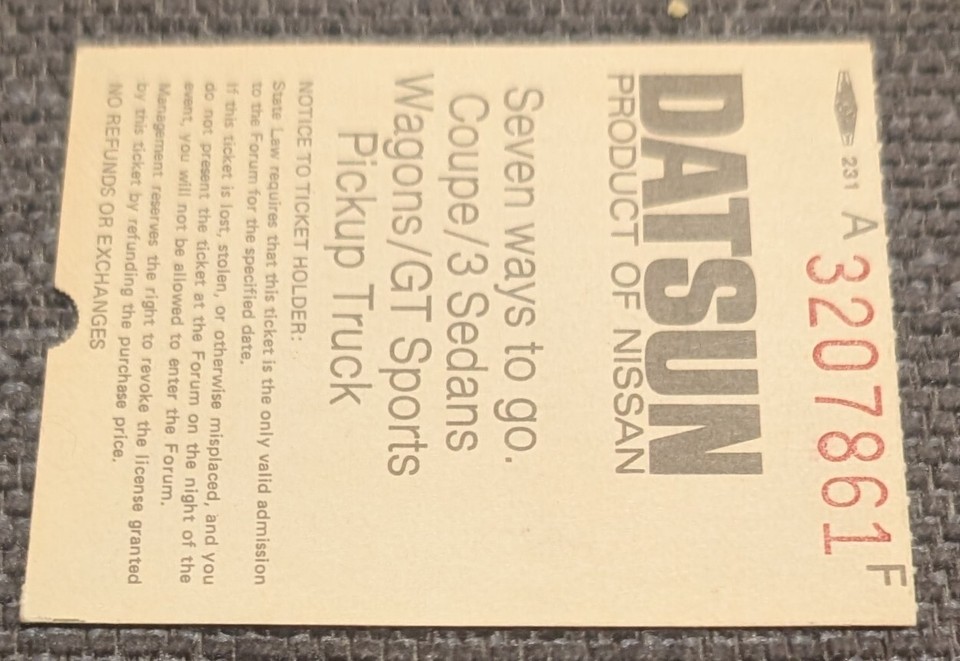 231 A 3207861 F
DATSUN
PRODUCT OF NISSAN
Seven ways to go.
Coupe/3 Sedans
Wagons/GT Sports
Pickup Truck
NOTICE TO TICKET HOLDER:
State Law requires that this ticket is the only valid admission
to the Forum for the specified date.
If this ticket is lost, stolen, or otherwise misplaced, and you
do not present the ticket at the Forum on the night of the
event, you will not be allowed to enter the Forum.
Management reserves the right to revoke the license granted
by this ticket by refunding the purchase price.
NO REFUNDS OR EXCHANGES